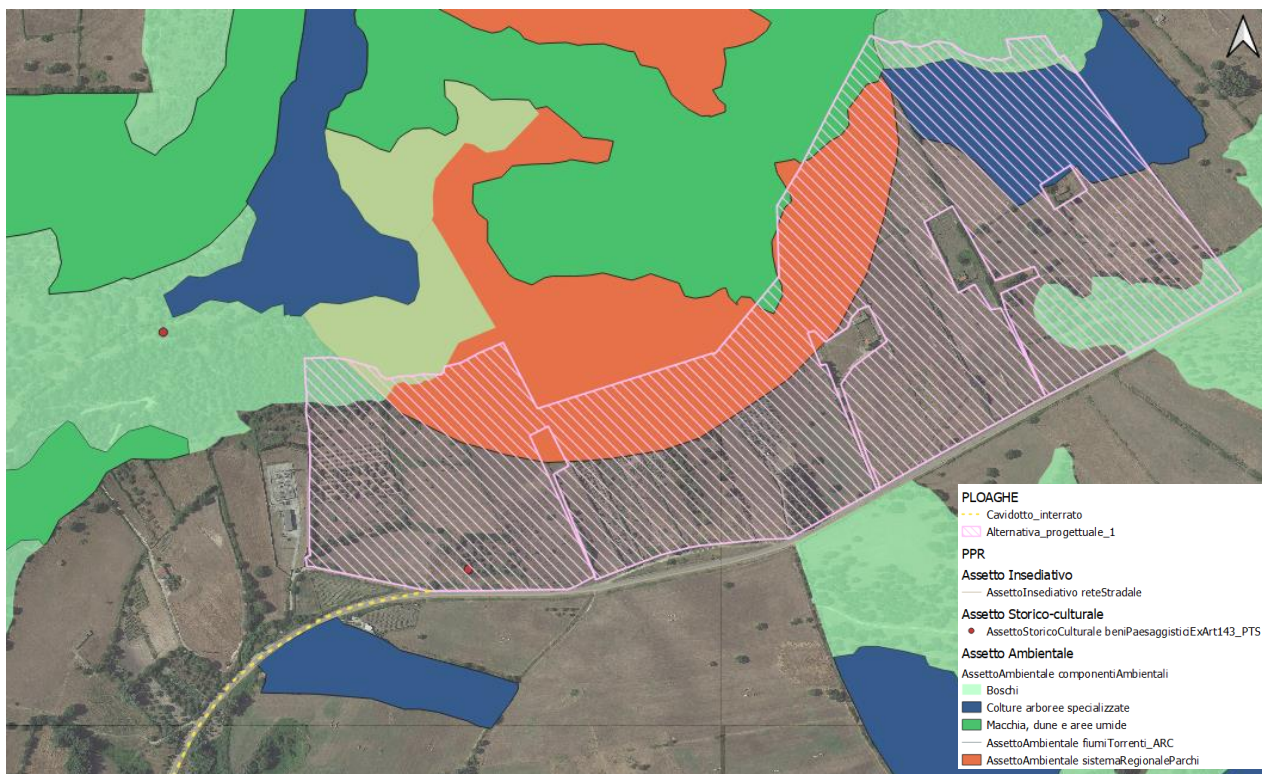 PLOAGHE
Cavidotto_interrato
Alternativa_progettuale_1
PPR
Assetto Insediativo
AssettoInsediativo reteStradale
Assetto Storico-culturale
AssettoStoricoCulturale beniPaesaggisticiExArt143_PTS
Assetto Ambientale
AssettoAmbientale componentiAmbientali
Boschi
Colture arboree specializzate
Macchia, dune e aree umide
AssettoAmbientale fiumiTorrenti_ARC
AssettoAmbientale sistemaRegionaleParchi